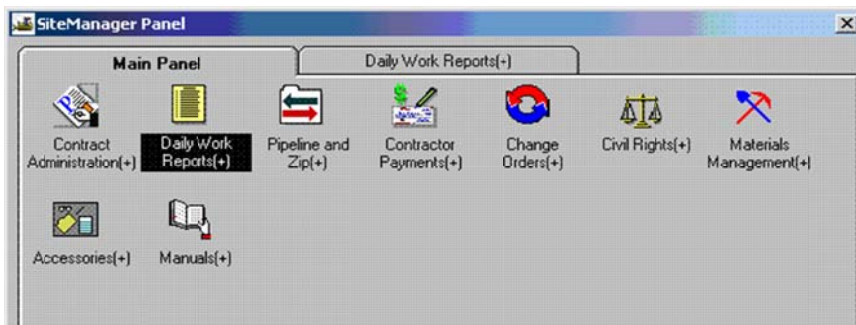 SiteManager Panel
Main Panel
Daily Work Reports(+)
Contract
Administration(+)
Daily Work
Reports(+)
Pipeline and
Zip(+)
Contractor
Payments(+)
Change
Orders(+)
Civil Rights(+)
Materials
Management(+)
Accessories(+)
Manuals(+)